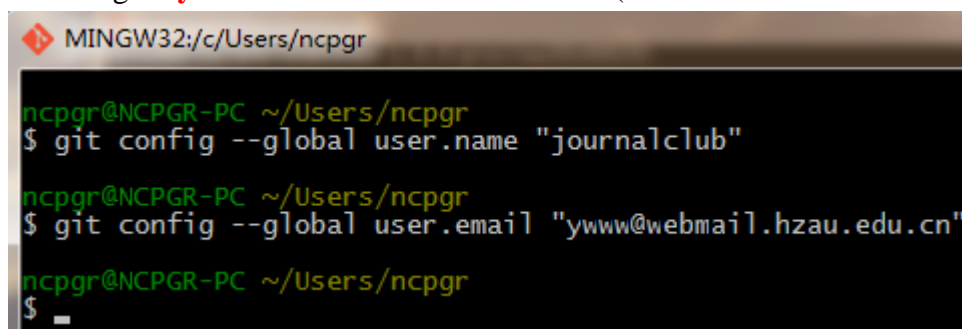 MINGW32:/c/Users/ncpgr
ncpgr@NCPGR-PC ~/Users/ncpgr
$ git config --global user.name "journalclub"
ncpgr@NCPGR-PC ~/Users/ncpgr
$ git config --global user.email "ywww@webmail.hzau.edu.cn"
ncpgr@NCPGR-PC ~/Users/ncpgr
$